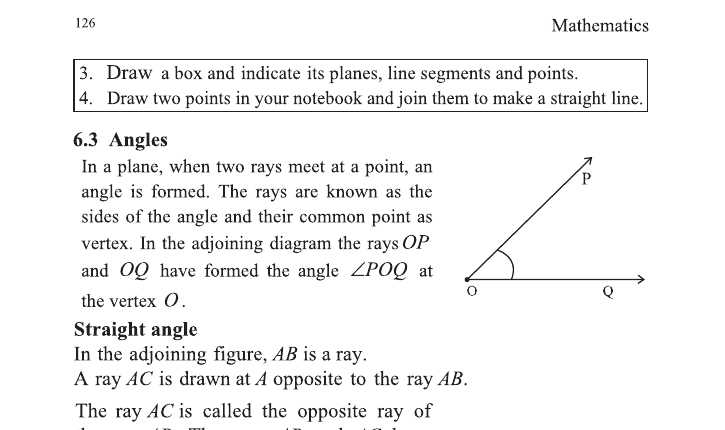 126
Mathematics
3. Draw a box and indicate its planes, line segments and points.
4. Draw two points in your notebook and join them to make a straight line.
6.3 Angles
In a plane, when two rays meet at a point, an
angle is formed. The rays are known as the
sides of the angle and their common point as
vertex. In the adjoining diagram the rays OP
and OQ have formed the angle ∠POQ at
the vertex O.
P
O
Q
Straight angle
In the adjoining figure, AB is a ray.
A ray AC is drawn at A opposite to the ray AB.
The ray AC is called the opposite ray of